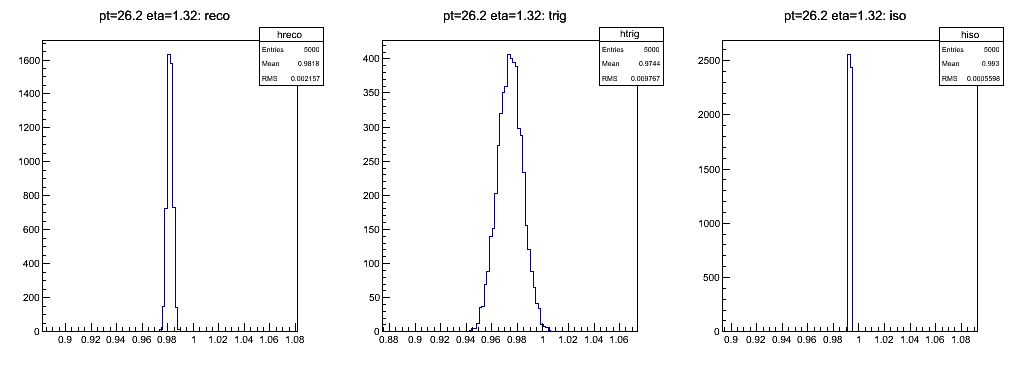 pt=26.2 eta=1.32: reco
hreco
Entries 5000
Mean 0.9818
RMS 0.002157
1600
1400
1200
1000
800
600
400
200
0
0.9 0.92 0.94 0.96 0.98 1 1.02 1.04 1.06 1.08
pt=26.2 eta=1.32: trig
htrig
Entries 5000
Mean 0.9744
RMS 0.009767
400
350
300
250
200
150
100
50
0
0.88 0.9 0.92 0.94 0.96 0.98 1 1.02 1.04 1.06
pt=26.2 eta=1.32: iso
hiso
Entries 5000
Mean 0.993
RMS 0.0005598
2500
2000
1500
1000
500
0
0.9 0.92 0.94 0.96 0.98 1 1.02 1.04 1.06 1.08